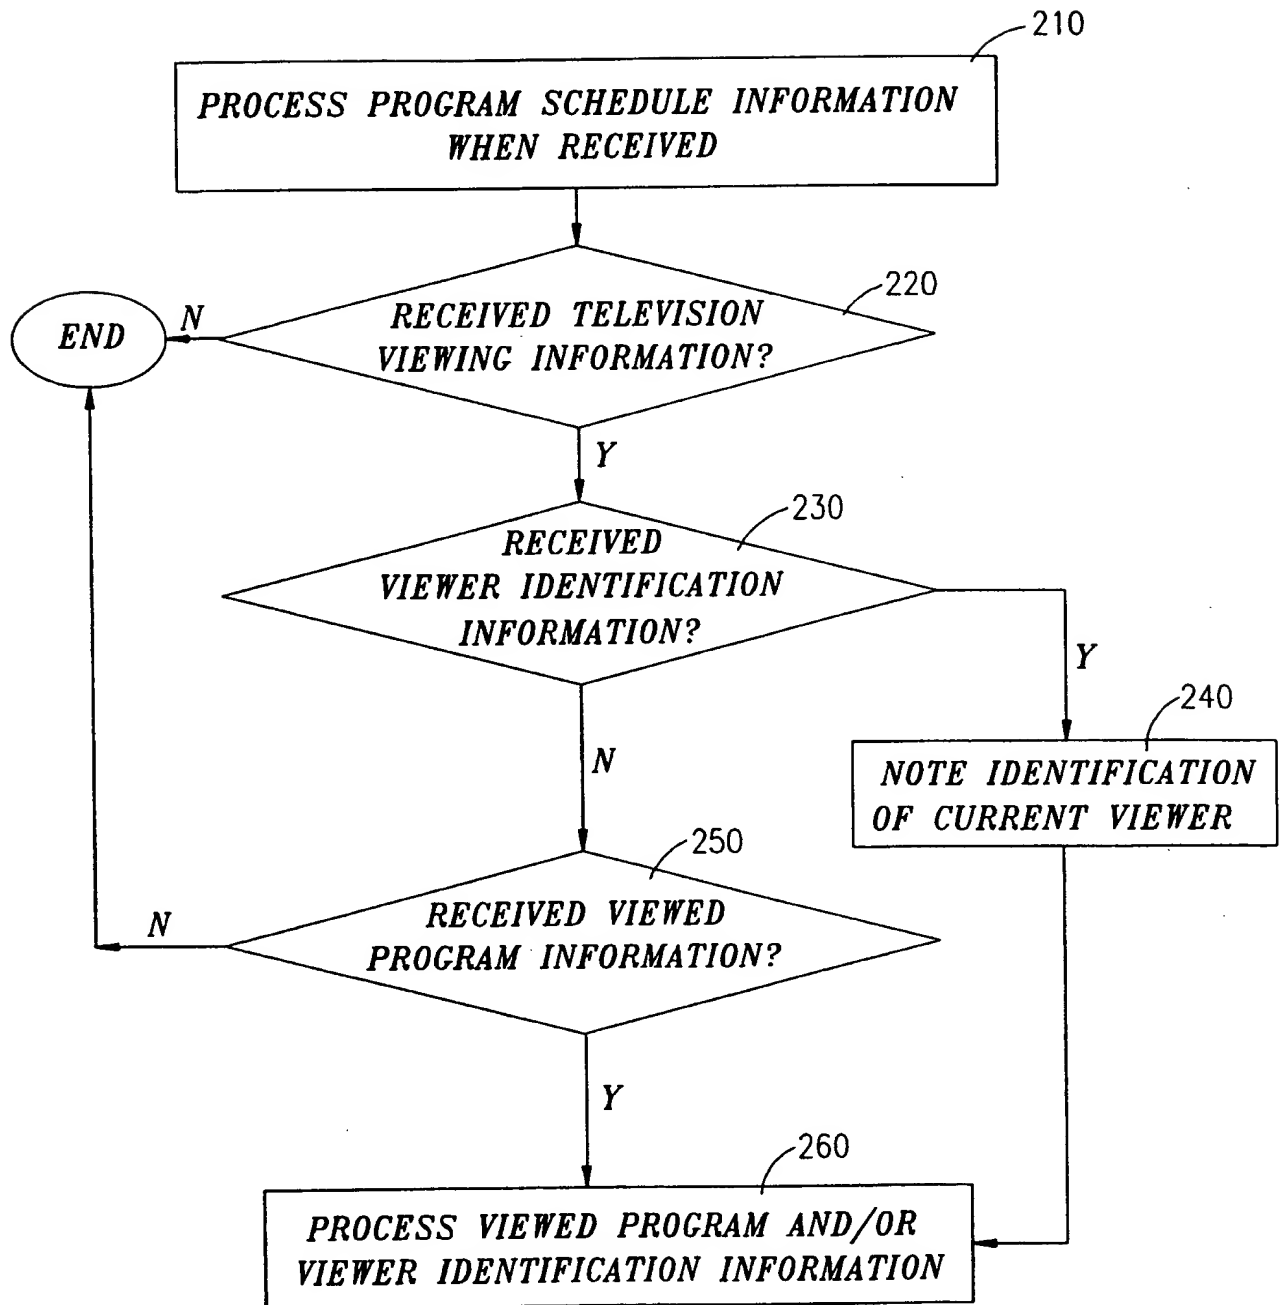 210
PROCESS PROGRAM SCHEDULE INFORMATION
WHEN RECEIVED
220
RECEIVED TELEVISION
VIEWING INFORMATION?
N
END
Y
230
RECEIVED
VIEWER IDENTIFICATION
INFORMATION?
Y
240
NOTE IDENTIFICATION
OF CURRENT VIEWER
N
250
RECEIVED VIEWED
PROGRAM INFORMATION?
N
Y
260
PROCESS VIEWED PROGRAM AND/OR
VIEWER IDENTIFICATION INFORMATION